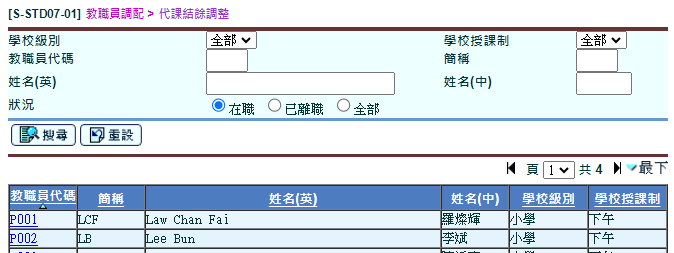 [S-STD07-01] 教職員調配 > 代課結餘調整
學校級別 全部 學校授課制 全部
教職員代碼 簡稱
姓名(英) 姓名(中)
狀況 在職 已離職 全部
搜尋 重設
頁 1 共 4 最下
教職員代碼 簡稱 姓名(英) 姓名(中) 學校級別 學校授課制
P001 LCF Law Chan Fai 羅燦輝 小學 下午
P002 LB Lee Bun 李斌 小學 下午